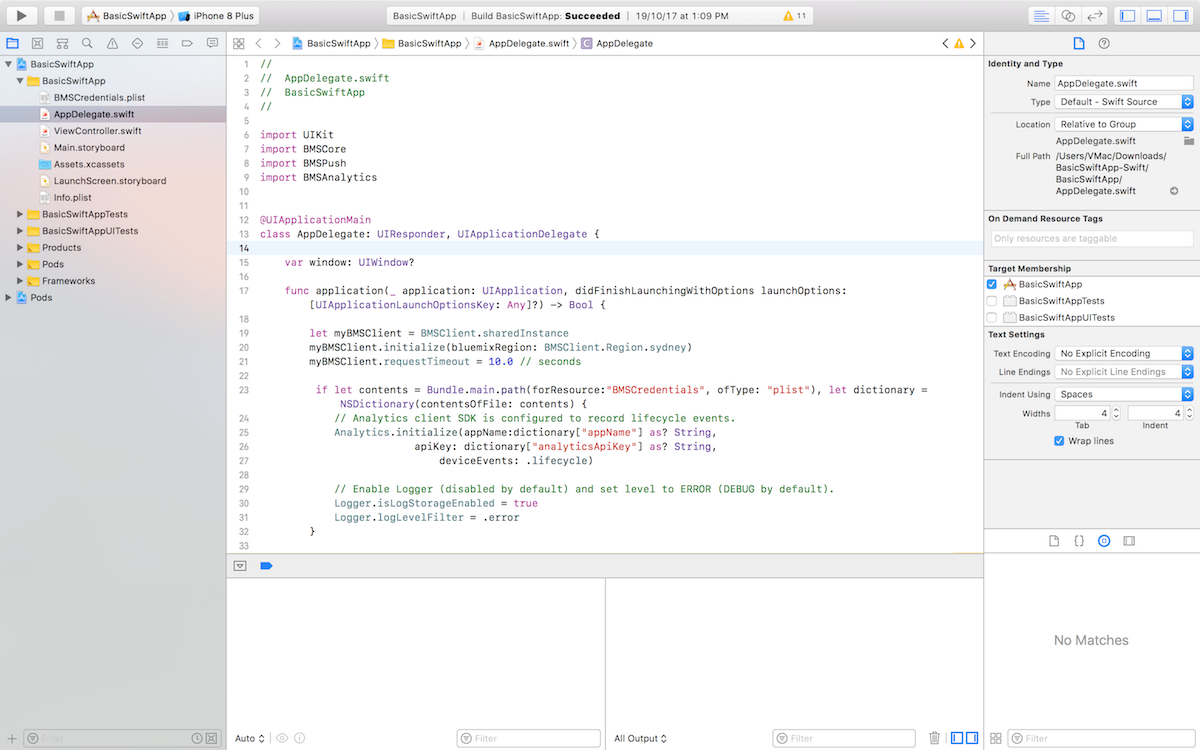 BasicSwiftApp iPhone 8 Plus
BasicSwiftApp | Build BasicSwiftApp: Succeeded | 19/10/17 at 1:09 PM 11
BasicSwiftApp
BasicSwiftApp
BMSCredentials.plist
AppDelegate.swift
ViewController.swift
Main.storyboard
Assets.xcassets
LaunchScreen.storyboard
Info.plist
BasicSwiftAppTests
BasicSwiftAppUITests
Products
Pods
Frameworks
Pods
Filter
BasicSwiftApp BasicSwiftApp AppDelegate.swift C AppDelegate
1 //
2 //  AppDelegate.swift
3 //  BasicSwiftApp
4 //
5
6 import UIKit
7 import BMSCore
8 import BMSPush
9 import BMSAnalytics
10
11
12 @UIApplicationMain
13 class AppDelegate: UIResponder, UIApplicationDelegate {
14
15 var window: UIWindow?
16
17 func application(_ application: UIApplication, didFinishLaunchingWithOptions launchOptions:
[UIApplicationLaunchOptionsKey: Any]?) -> Bool {
18
19 let myBMSClient = BMSClient.sharedInstance
20 myBMSClient.initialize(bluemixRegion: BMSClient.Region.sydney)
21 myBMSClient.requestTimeout = 10.0 // seconds
22
23 if let contents = Bundle.main.path(forResource:"BMSCredentials", ofType: "plist"), let dictionary =
NSDictionary(contentsOfFile: contents) {
24 // Analytics client SDK is configured to record lifecycle events.
25 Analytics.initialize(appName:dictionary["appName"] as? String,
26 apiKey: dictionary["analyticsApiKey"] as? String,
27 deviceEvents: .lifecycle)
28
29 // Enable Logger (disabled by default) and set level to ERROR (DEBUG by default).
30 Logger.isLogStorageEnabled = true
31 Logger.logLevelFilter = .error
32 }
33
Auto
Filter
All Output
Filter
Identity and Type
Name AppDelegate.swift
Type Default - Swift Source
Location Relative to Group
AppDelegate.swift
Full Path /Users/VMac/Downloads/
BasicSwiftApp-Swift/
BasicSwiftApp/
AppDelegate.swift
On Demand Resource Tags
Only resources are taggable
Target Membership
BasicSwiftApp
BasicSwiftAppTests
BasicSwiftAppUITests
Text Settings
Text Encoding No Explicit Encoding
Line Endings No Explicit Line Endings
Indent Using Spaces
Widths 4 4
Tab Indent
Wrap lines
{}
No Matches
Filter